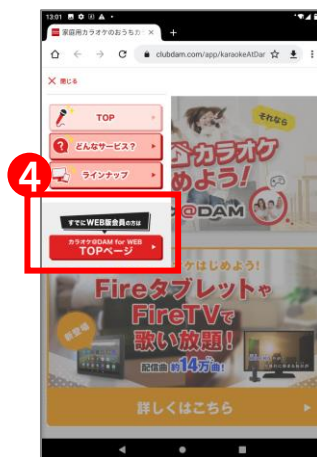 13:01
家庭用カラオケのおうちカ
clubdam.com/app/karaokeAtDar
閉じる
TOP
どんなサービス?
ラインナップ
4
すでにWEB版会員の方は
カラオケ@DAM for WEB
TOPページ
それなら
カラオケ
めよう!
@DAM
ケはじめよう!
Fireタブレットや
FireTVで
歌い放題!
新登場
配信曲 約14万曲!
詳しくはこちら